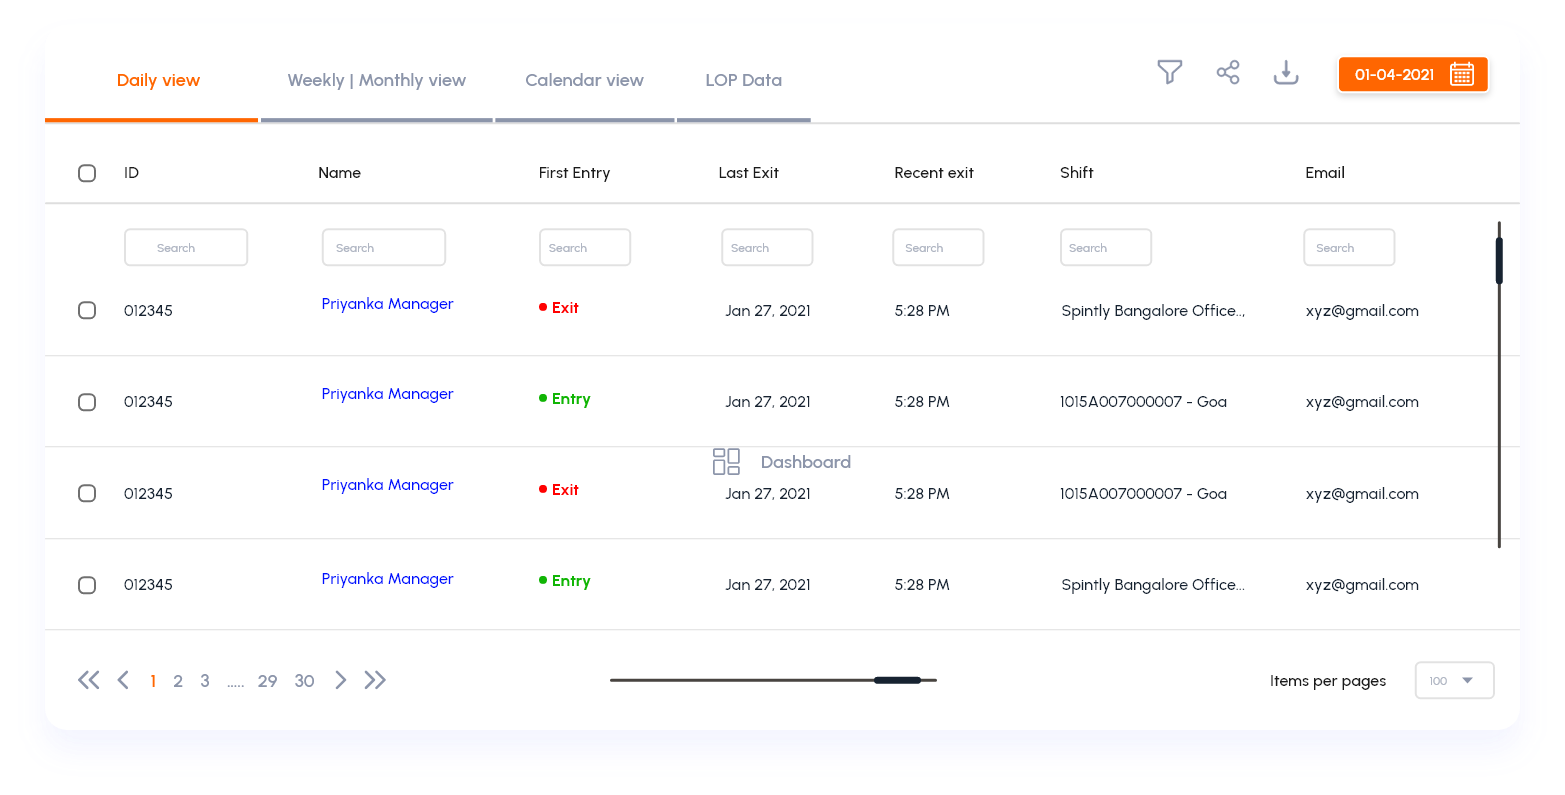 Daily view Weekly | Monthly view Calendar view LOP Data 01-04-2021
ID Name First Entry Last Exit Recent exit Shift Email
Search Search Search Search Search Search Search
012345 Priyanka Manager Exit Jan 27, 2021 5:28 PM Spintly Bangalore Office.., xyz@gmail.com
012345 Priyanka Manager Entry Jan 27, 2021 5:28 PM 1015A007000007 - Goa xyz@gmail.com
Dashboard
012345 Priyanka Manager Exit Jan 27, 2021 5:28 PM 1015A007000007 - Goa xyz@gmail.com
012345 Priyanka Manager Entry Jan 27, 2021 5:28 PM Spintly Bangalore Office... xyz@gmail.com
1 2 3 ..... 29 30 Items per pages 100